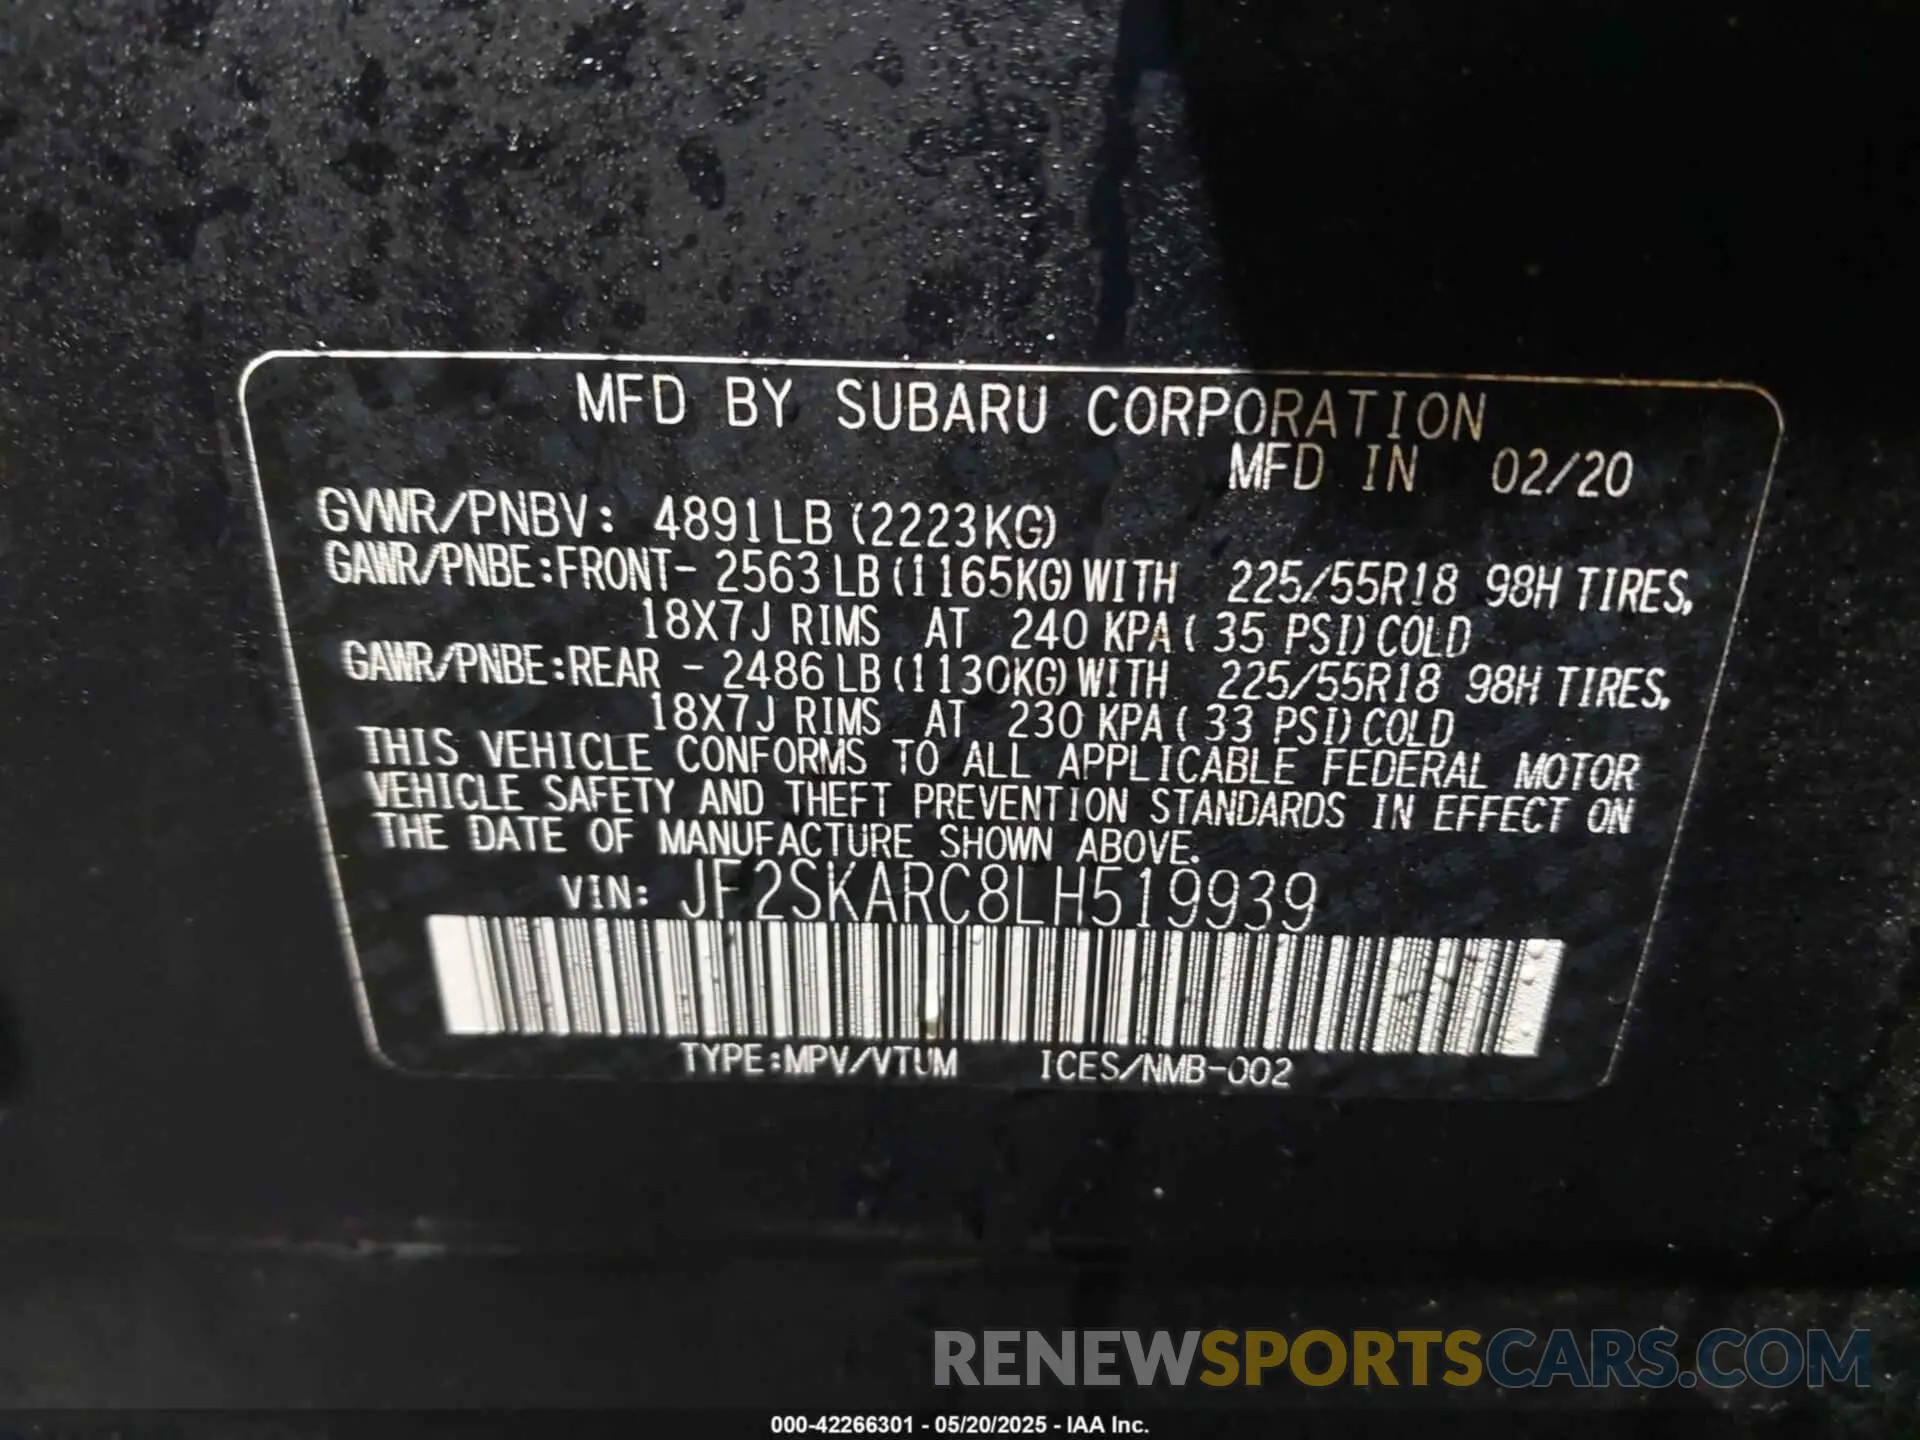 MFD BY SUBARU CORPORATION
MFD IN 02/20
GVWR/PNBV: 4891LB (2223KG)
GAWR/PNBE:FRONT- 2563 LB (1165KG) WITH 225/55R18 98H TIRES,
18X7J RIMS AT 240 KPA ( 35 PSI) COLD
GAWR/PNBE:REAR - 2486 LB (1130KG) WITH 225/55R18 98H TIRES,
18X7J RIMS AT 230 KPA ( 33 PSI) COLD
THIS VEHICLE CONFORMS TO ALL APPLICABLE FEDERAL MOTOR
VEHICLE SAFETY AND THEFT PREVENTION STANDARDS IN EFFECT ON
THE DATE OF MANUFACTURE SHOWN ABOVE.
VIN: JF2SKARC8LH519939
TYPE:MPV/VTUM ICES/NMB-002
RENEWSPORTSCARS.COM
000-42266301 - 05/20/2025 - IAA Inc.